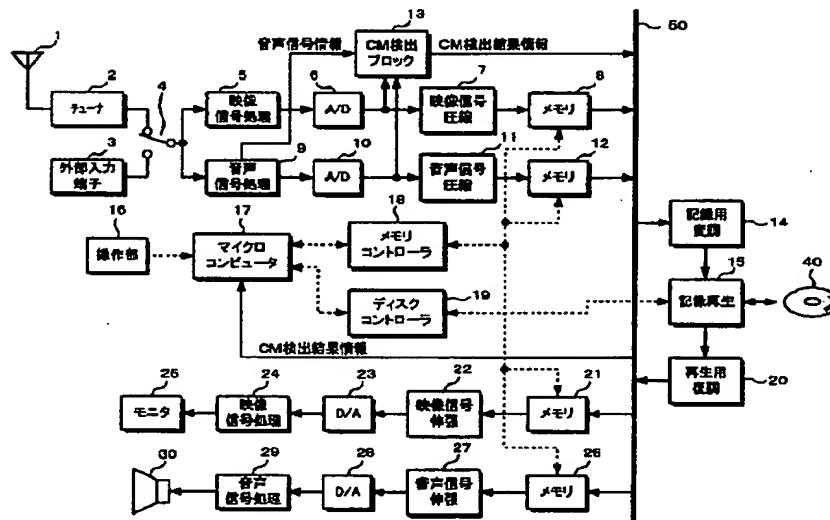 1
2
チューナ
3
外部入力
端子
4
5
映像
信号処理
6
A/D
音声信号情報
13
CM検出
ブロック
CM検出結果情報
50
7
映像信号
圧縮
8
メモリ
9
音声
信号処理
10
A/D
11
音声信号
圧縮
12
メモリ
14
記録用
変調
15
記録再生
40
20
再生用
復調
16
操作部
17
マイクロ
コンピュータ
18
メモリ
コントローラ
19
ディスク
コントローラ
CM検出結果情報
25
モニタ
24
映像
信号処理
23
D/A
22
映像信号
伸張
21
メモリ
30
29
音声
信号処理
28
D/A
27
音声信号
伸張
26
メモリ